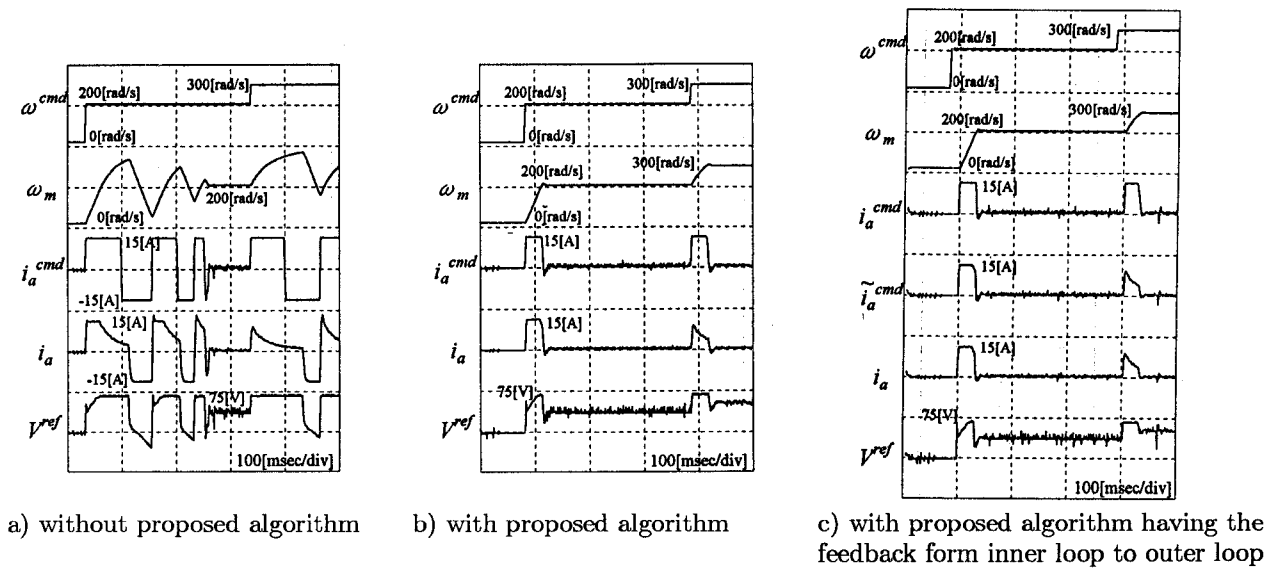 200[rad/s]
300[rad/s]
ω^cmd
0[rad/s]
ω_m
0[rad/s]
200[rad/s]
15[A]
i_a^cmd
-15[A]
15[A]
i_a
-15[A]
75[V]
V^ref
100[msec/div]
a) without proposed algorithm
200[rad/s}
300[rad/s]
ω^cmd
0[rad/s]
300[rad/s]
200[rad/s]
ω_m
0[rad/s]
15[A]
i_a^cmd
15[A]
i_a
75[V]
V^ref
100[msec/div]
b) with proposed algorithm
300[rad/s]
200[rad/s]
ω^cmd
0[rad/s]
300[rad/s]
200[rad/s]
ω_m
0[rad/s]
15[A]
i_a^cmd
15[A]
ĩ_a^cmd
15[A]
i_a
75[V]
V^ref
100[msec/div]
c) with proposed algorithm having the
feedback form inner loop to outer loop